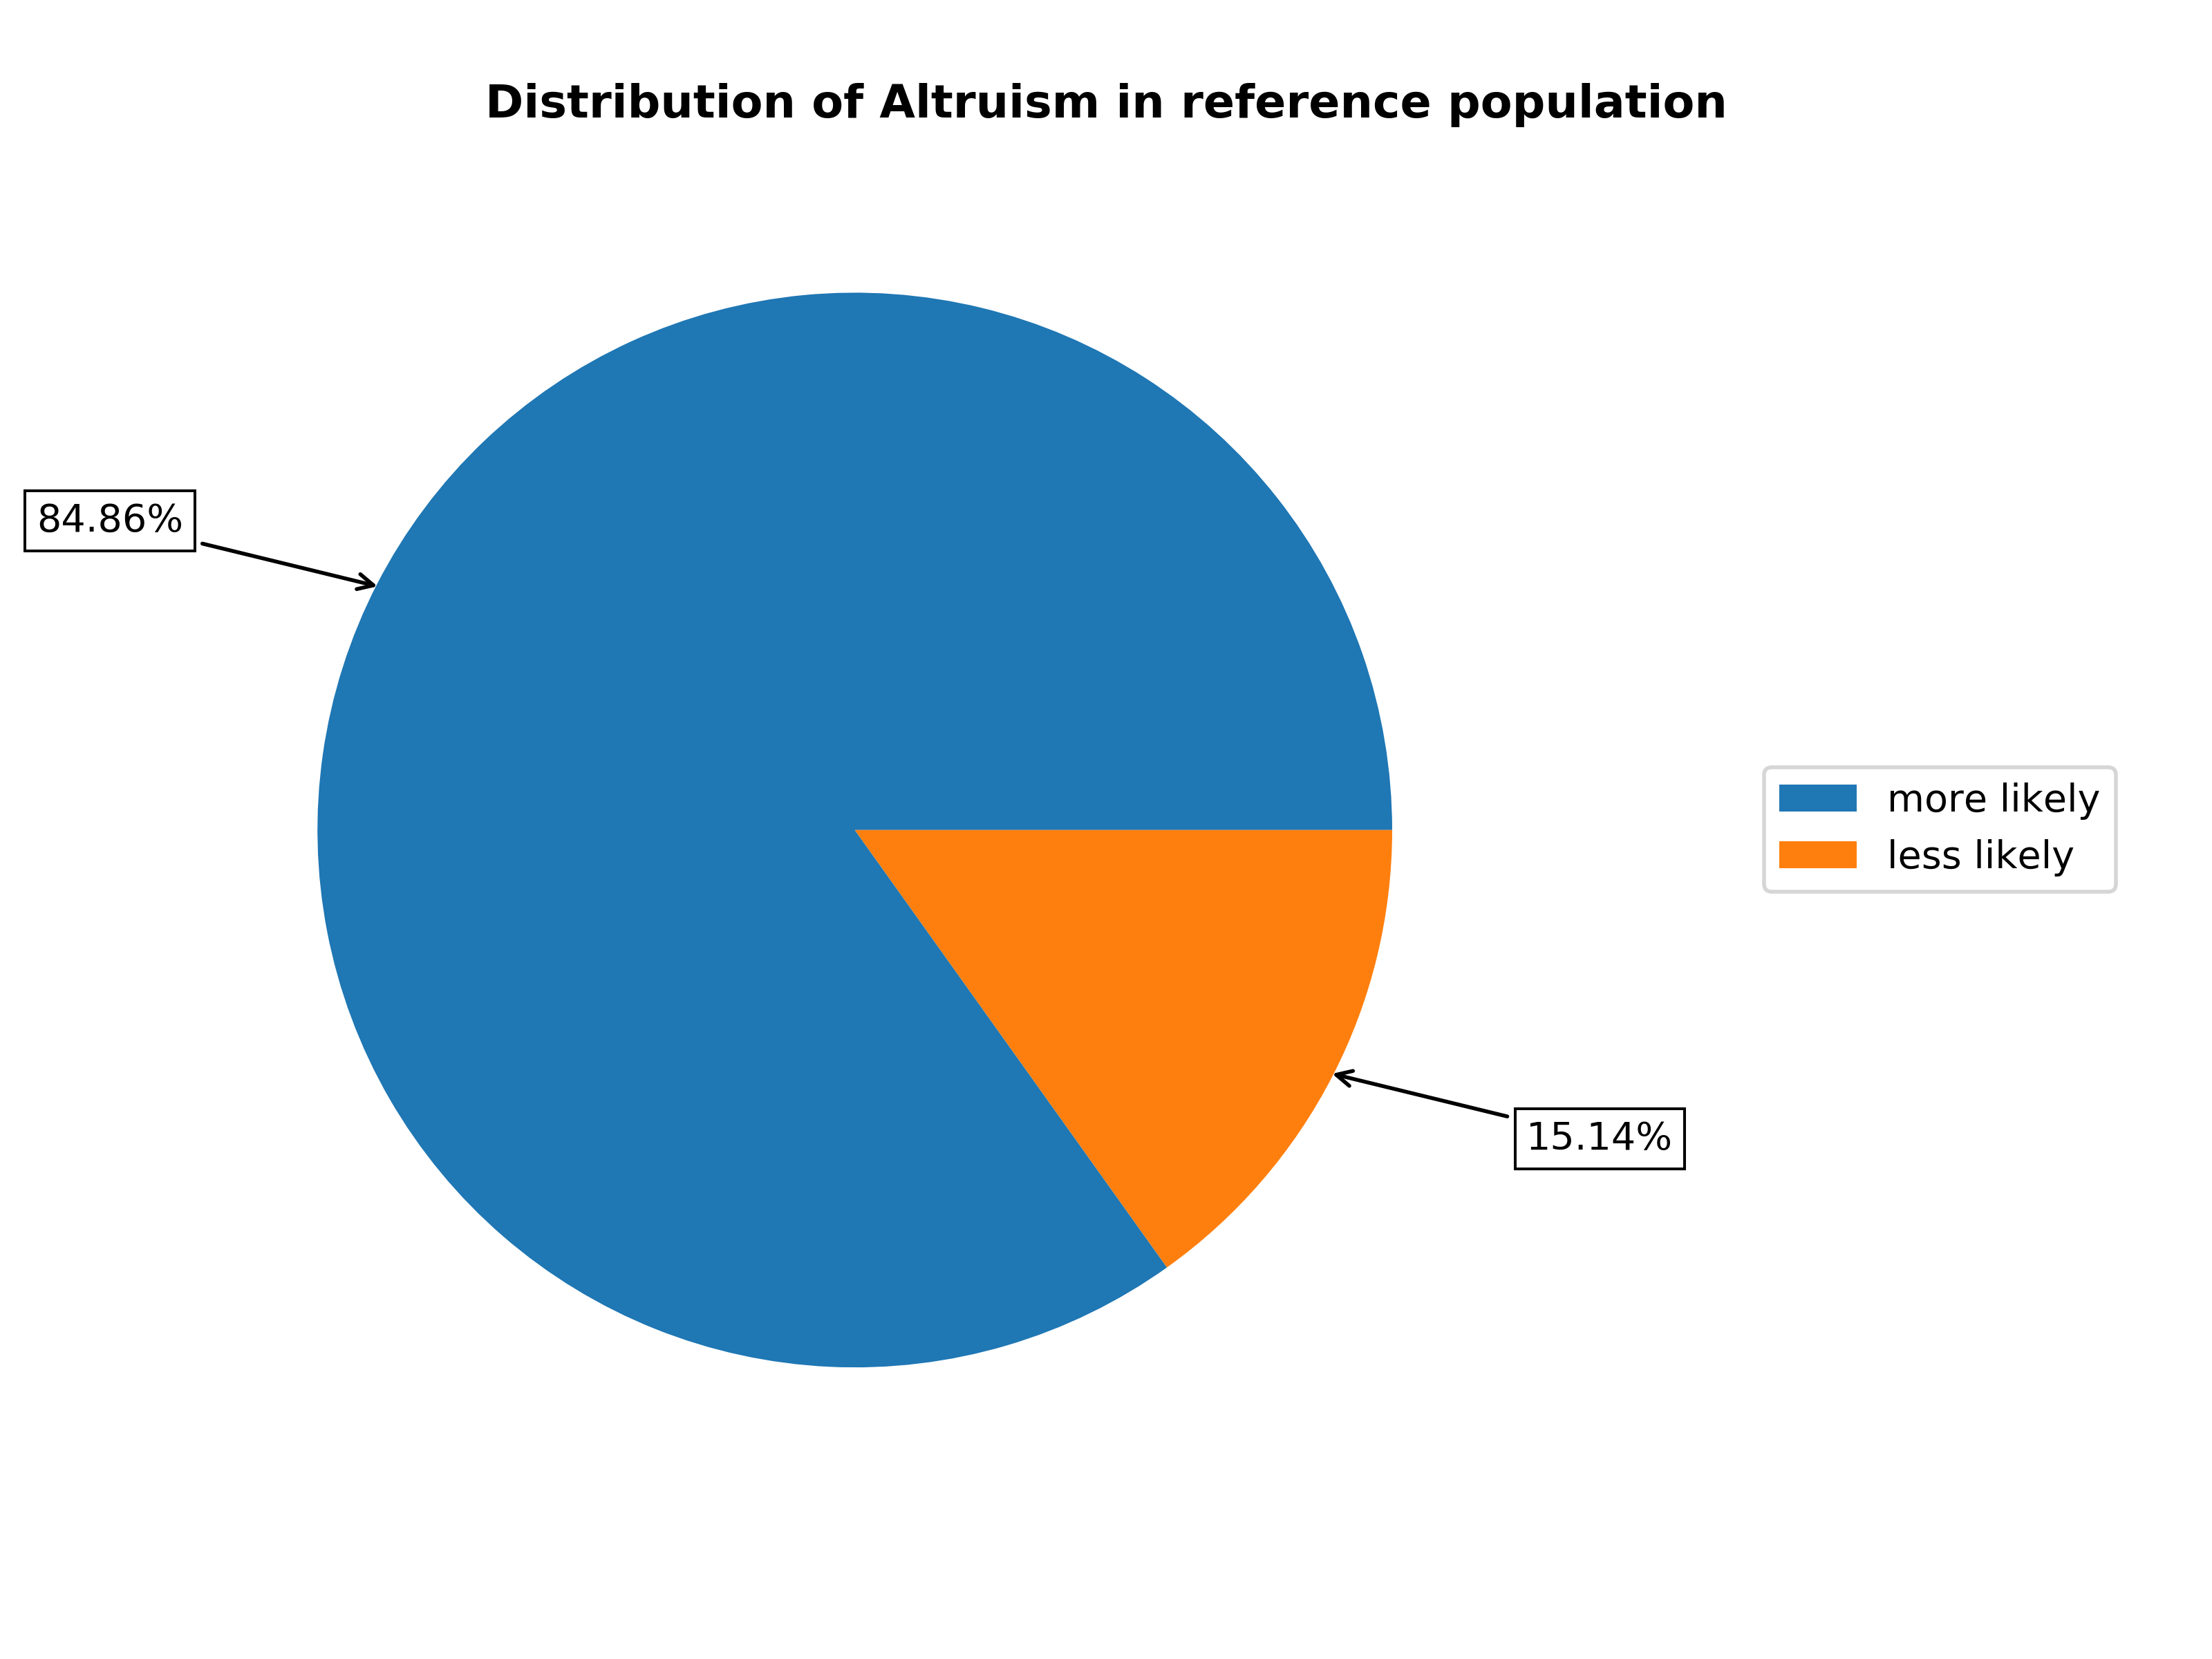 Distribution of Altruism in reference population
84.86%
more likely
less likely
15.14%